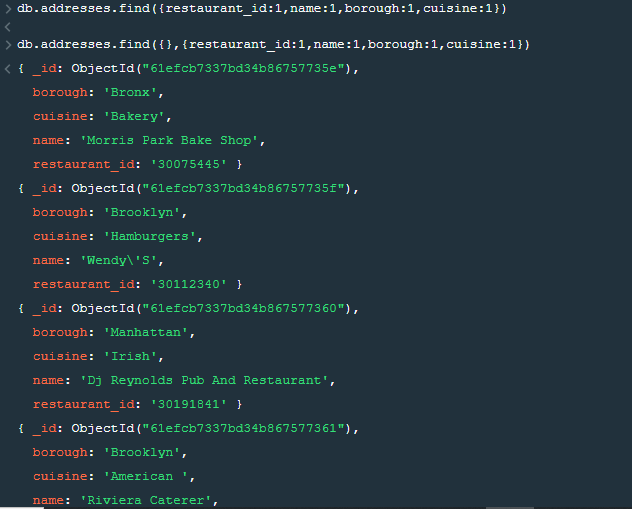 > db.addresses.find({restaurant_id:1,name:1,borough:1,cuisine:1})
<
> db.addresses.find({},{restaurant_id:1,name:1,borough:1,cuisine:1})
< { _id: ObjectId("61efcb7337bd34b86757735e"),
borough: 'Bronx',
cuisine: 'Bakery',
name: 'Morris Park Bake Shop',
restaurant_id: '30075445' }
{ _id: ObjectId("61efcb7337bd34b86757735f"),
borough: 'Brooklyn',
cuisine: 'Hamburgers',
name: 'Wendy\'S',
restaurant_id: '30112340' }
{ _id: ObjectId("61efcb7337bd34b867577360"),
borough: 'Manhattan',
cuisine: 'Irish',
name: 'Dj Reynolds Pub And Restaurant',
restaurant_id: '30191841' }
{ _id: ObjectId("61efcb7337bd34b867577361"),
borough: 'Brooklyn',
cuisine: 'American ',
name: 'Riviera Caterer',